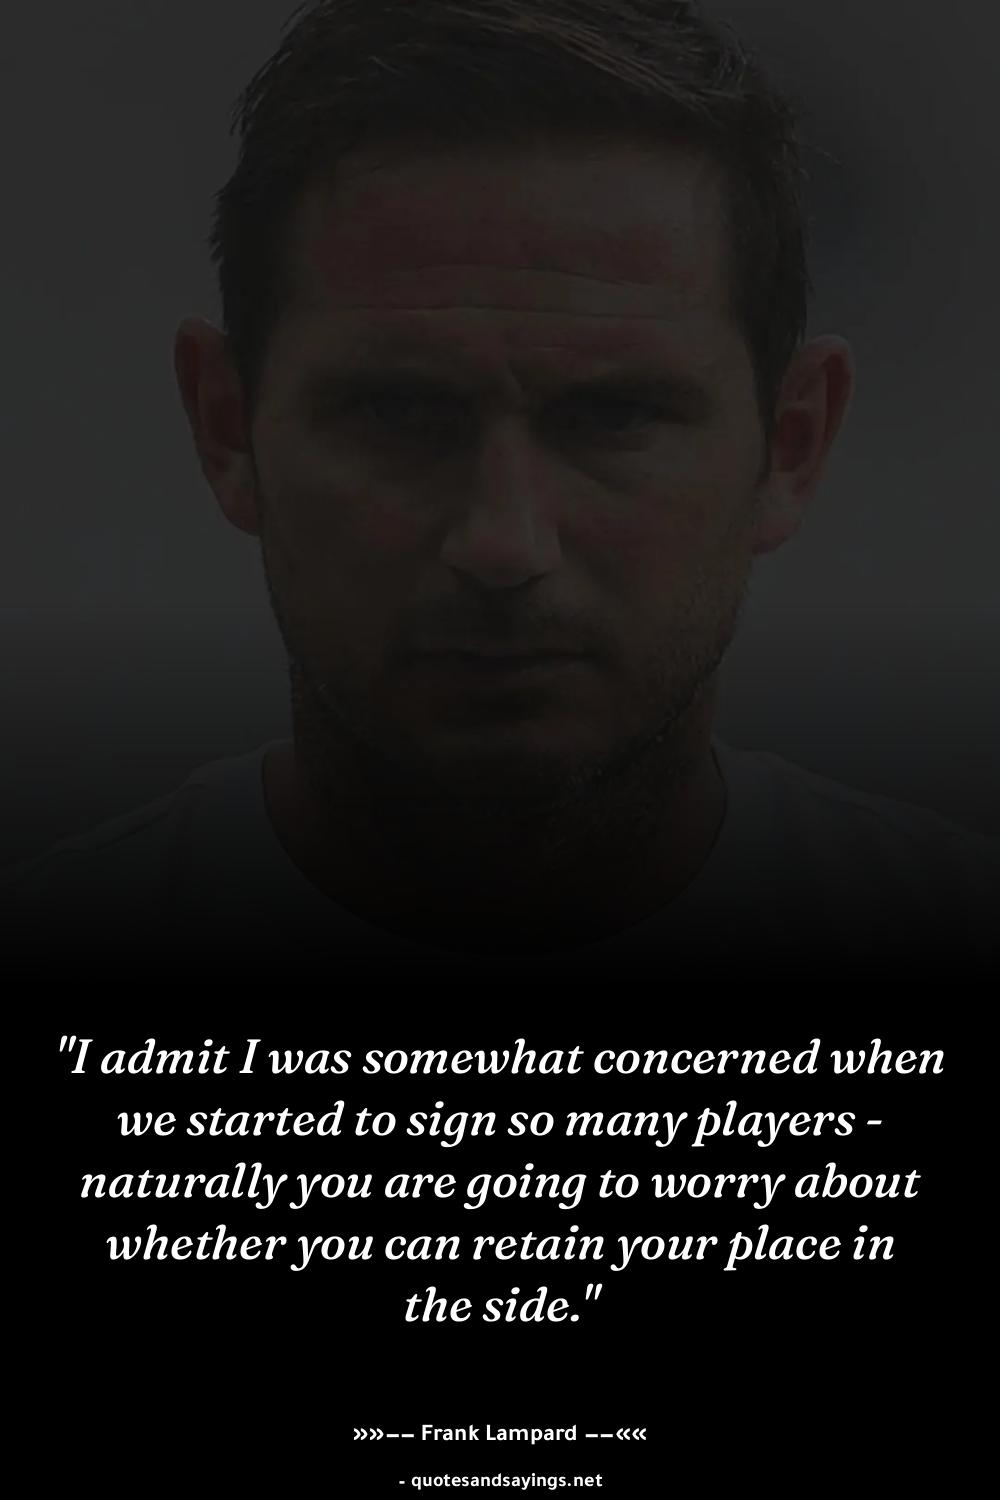 "I admit I was somewhat concerned when
we started to sign so many players -
naturally you are going to worry about
whether you can retain your place in
the side."
»»–– Frank Lampard ––««
- quotesandsayings.net